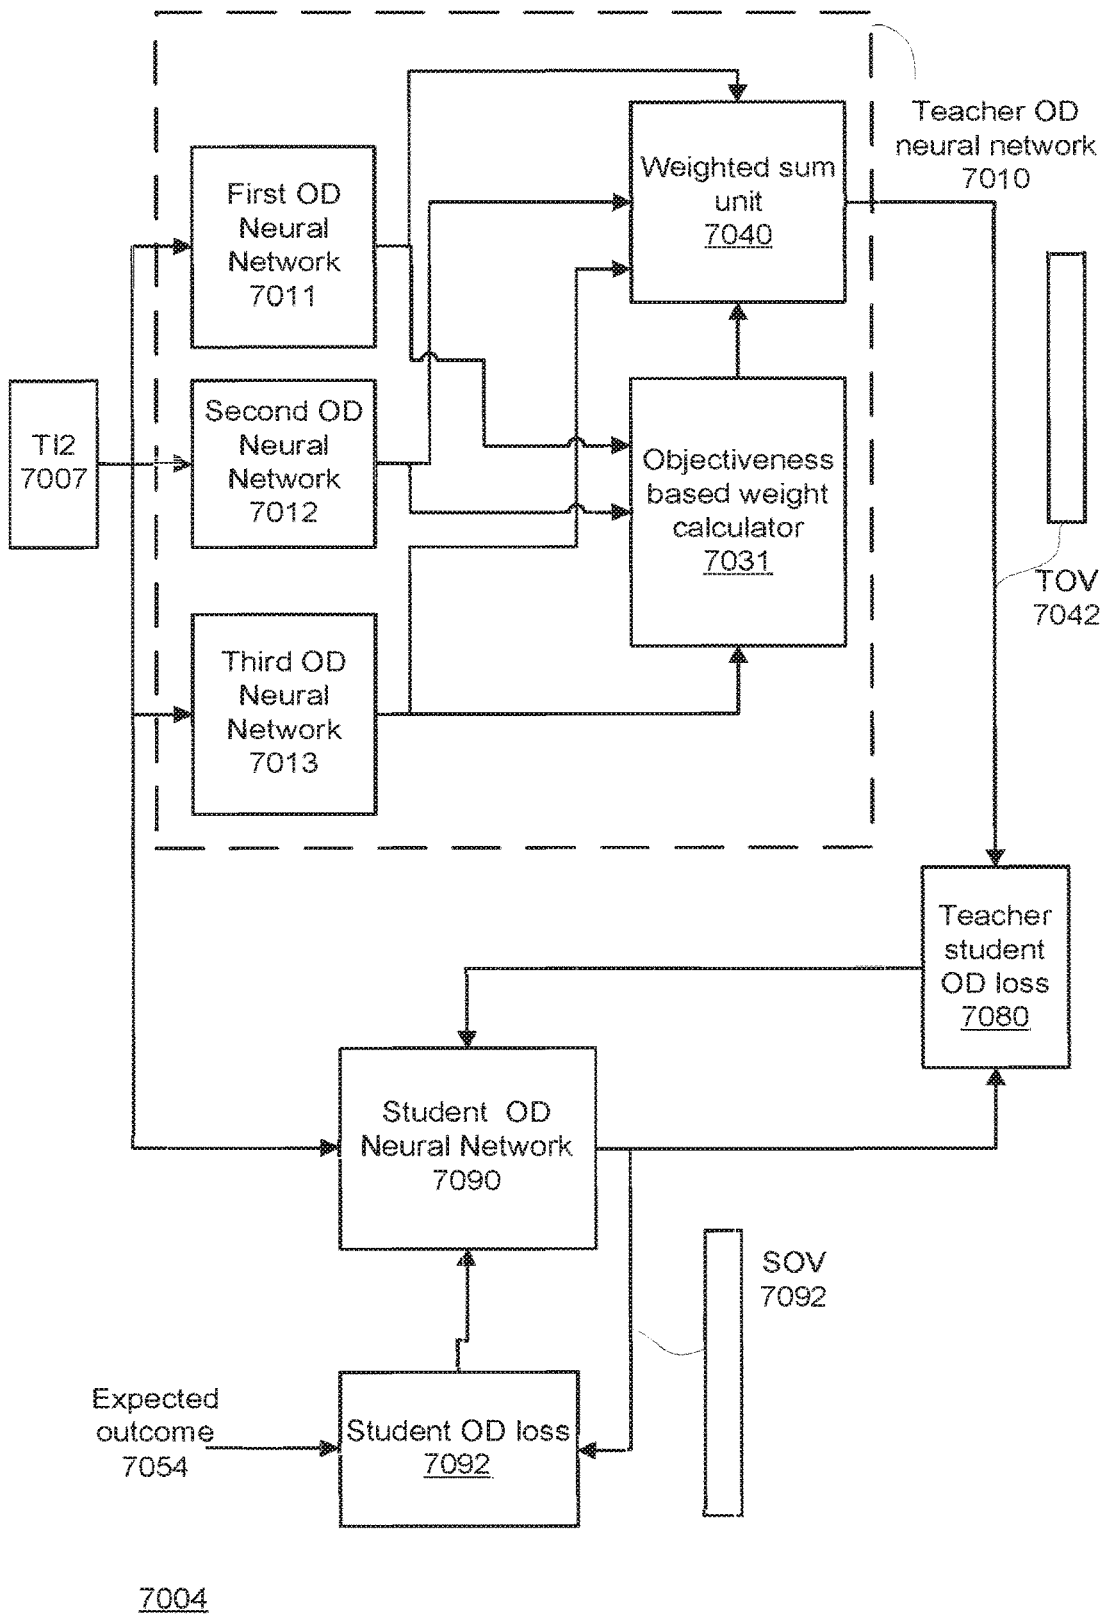 Teacher OD
neural network
7010
Weighted sum
unit
7040
First OD
Neural
Network
7011
TI2
7007
Second OD
Neural
Network
7012
Objectiveness
based weight
calculator
7031
TOV
7042
Third OD
Neural
Network
7013
Teacher
student
OD loss
7080
Student OD
Neural Network
7090
SOV
7092
Expected
outcome
7054
Student OD loss
7092
7004